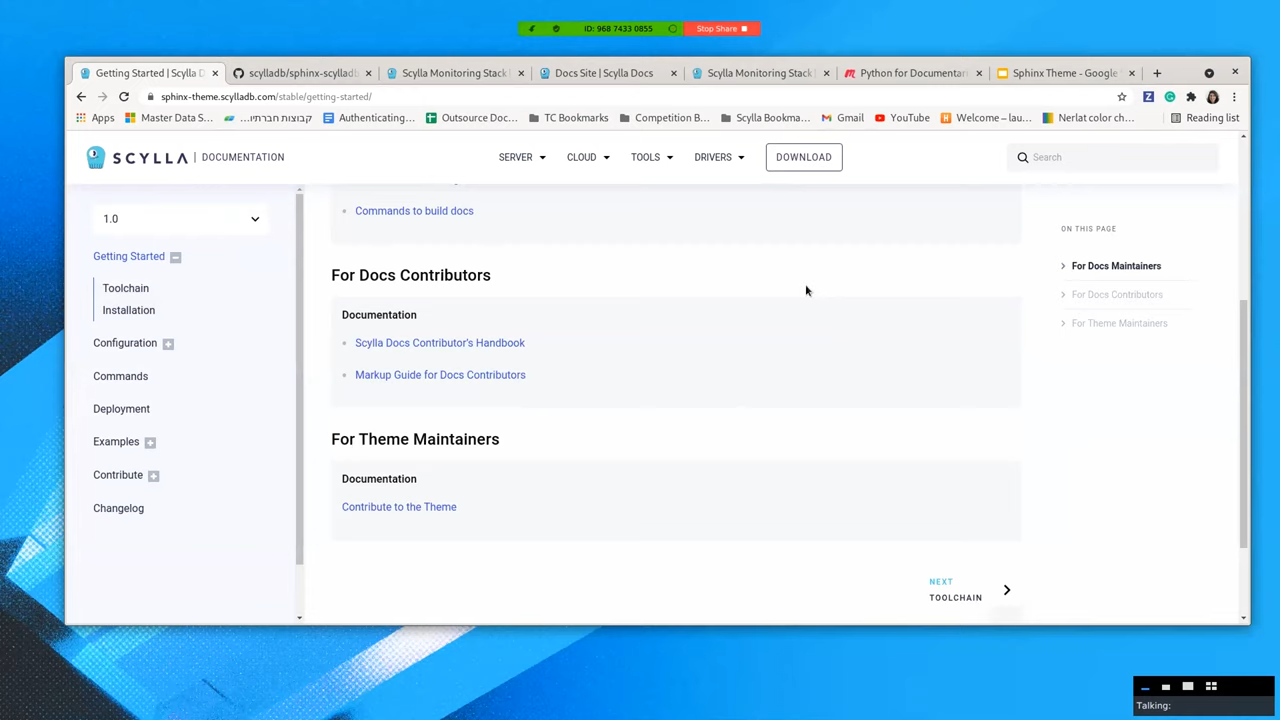 ID: 968 7433 0855
Stop Share
Getting Started | Scylla D
scylladb/sphinx-scyllad
Scylla Monitoring Stack
Docs Site | Scylla Docs
Scylla Monitoring Stack
Python for Documentar
Sphinx Theme - Google
sphinx-theme.scylladb.com/stable/getting-started/
Apps
Master Data S...
קבוצות חברתיו...
Authenticating...
Outsource Doc...
TC Bookmarks
Competition B...
Scylla Bookma...
Gmail
YouTube
Welcome – lau...
Nerlat color ch...
Reading list
SCYLLA | DOCUMENTATION
SERVER
CLOUD
TOOLS
DRIVERS
DOWNLOAD
Search
1.0
Getting Started
Toolchain
Installation
Configuration
Commands
Deployment
Examples
Contribute
Changelog
Commands to build docs
For Docs Contributors
Documentation
Scylla Docs Contributor's Handbook
Markup Guide for Docs Contributors
For Theme Maintainers
Documentation
Contribute to the Theme
NEXT
TOOLCHAIN
ON THIS PAGE
For Docs Maintainers
For Docs Contributors
For Theme Maintainers
Talking: